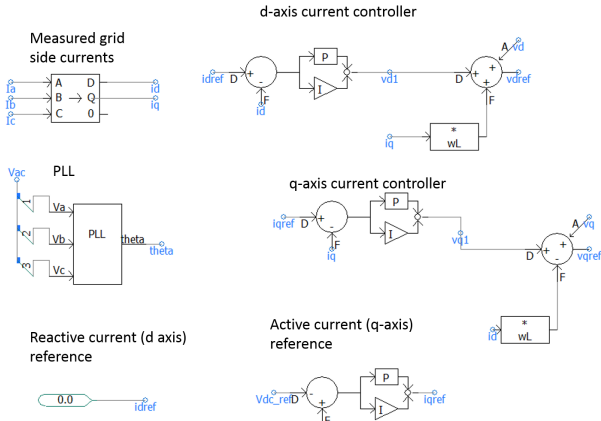 d-axis current controller
Measured grid
side currents
Ia
Ib
Ic
A
B
C
D
Q
0
id
iq
idref
D
+
-
F
id
P
I
vd1
D
+
+
+
A
vd
vdref
F
iq
*
wL
PLL
Vac
1
2
3
Va
Vb
Vc
PLL
theta
theta
q-axis current controller
iqref
D
+
-
F
iq
P
I
vq1
D
+
+
-
A
vq
vqref
F
id
*
wL
Reactive current (d axis)
reference
0.0
idref
Active current (q-axis)
reference
Vdc_ref
D
-
+
F
P
I
iqref